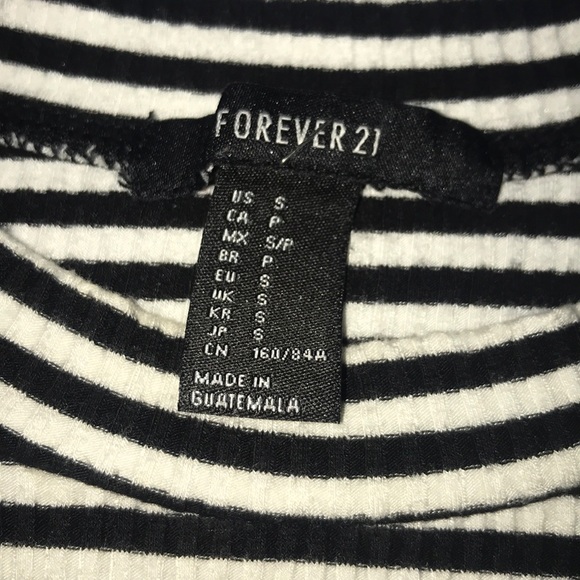 FOREVER 21
US S
CA P
MX S/P
BR P
EU S
UK S
KR S
JP S
CN 160/84A
MADE IN
GUATEMALA